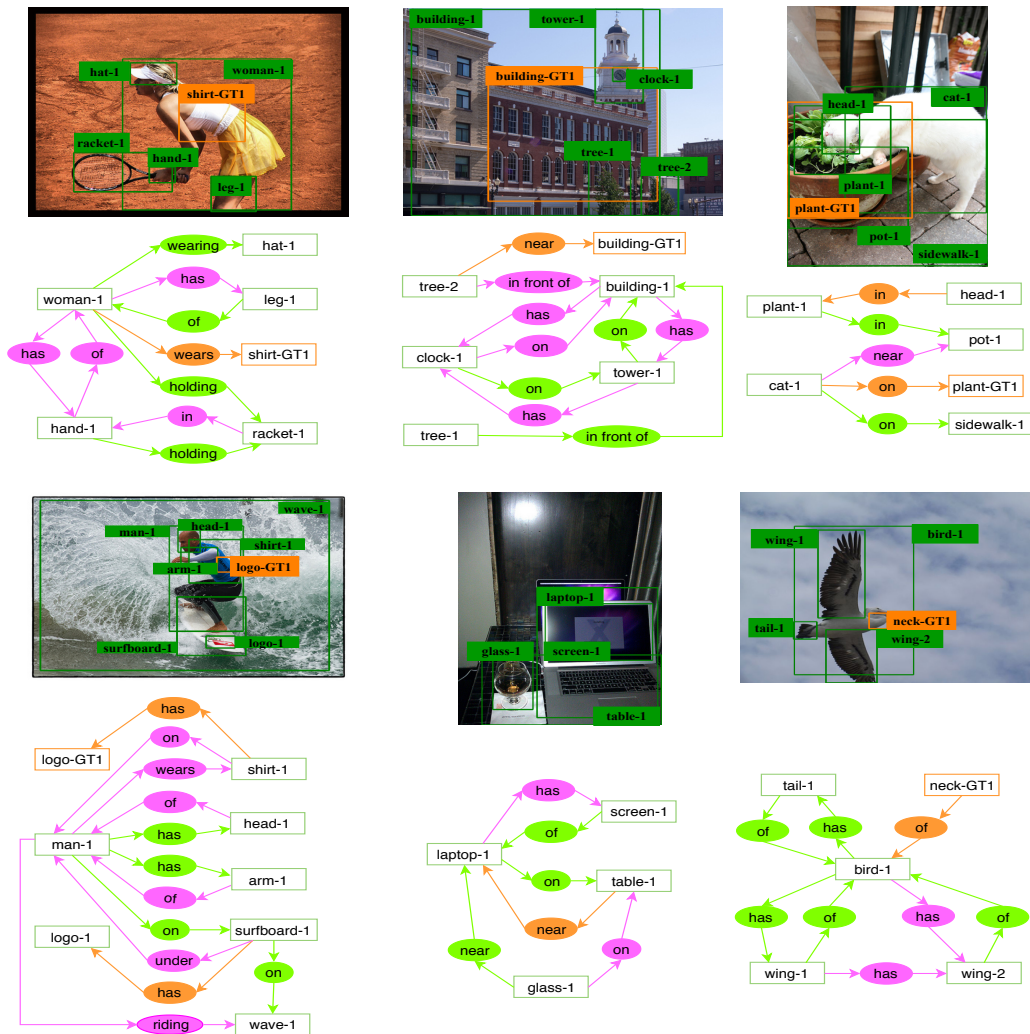 hat-1
woman-1
shirt-GT1
racket-1
hand-1
leg-1
wearing
hat-1
has
woman-1
leg-1
of
has
of
wears
shirt-GT1
holding
in
hand-1
racket-1
holding
building-1
tower-1
building-GT1
clock-1
tree-1
tree-2
near
building-GT1
tree-2
in front of
building-1
has
on
has
clock-1
on
tower-1
on
has
tree-1
in front of
head-1
cat-1
plant-1
plant-GT1
pot-1
sidewalk-1
in
head-1
plant-1
in
pot-1
near
cat-1
on
plant-GT1
on
sidewalk-1
wave-1
head-1
man-1
shirt-1
arm-1
logo-GT1
surfboard-1
logo-1
has
on
logo-GT1
wears
shirt-1
of
head-1
has
man-1
has
arm-1
of
logo-1
on
surfboard-1
under
on
has
riding
wave-1
laptop-1
glass-1
screen-1
table-1
has
screen-1
of
laptop-1
on
table-1
near
near
on
glass-1
wing-1
bird-1
tail-1
neck-GT1
wing-2
tail-1
neck-GT1
of
has
of
bird-1
has
of
has
of
wing-1
has
wing-2